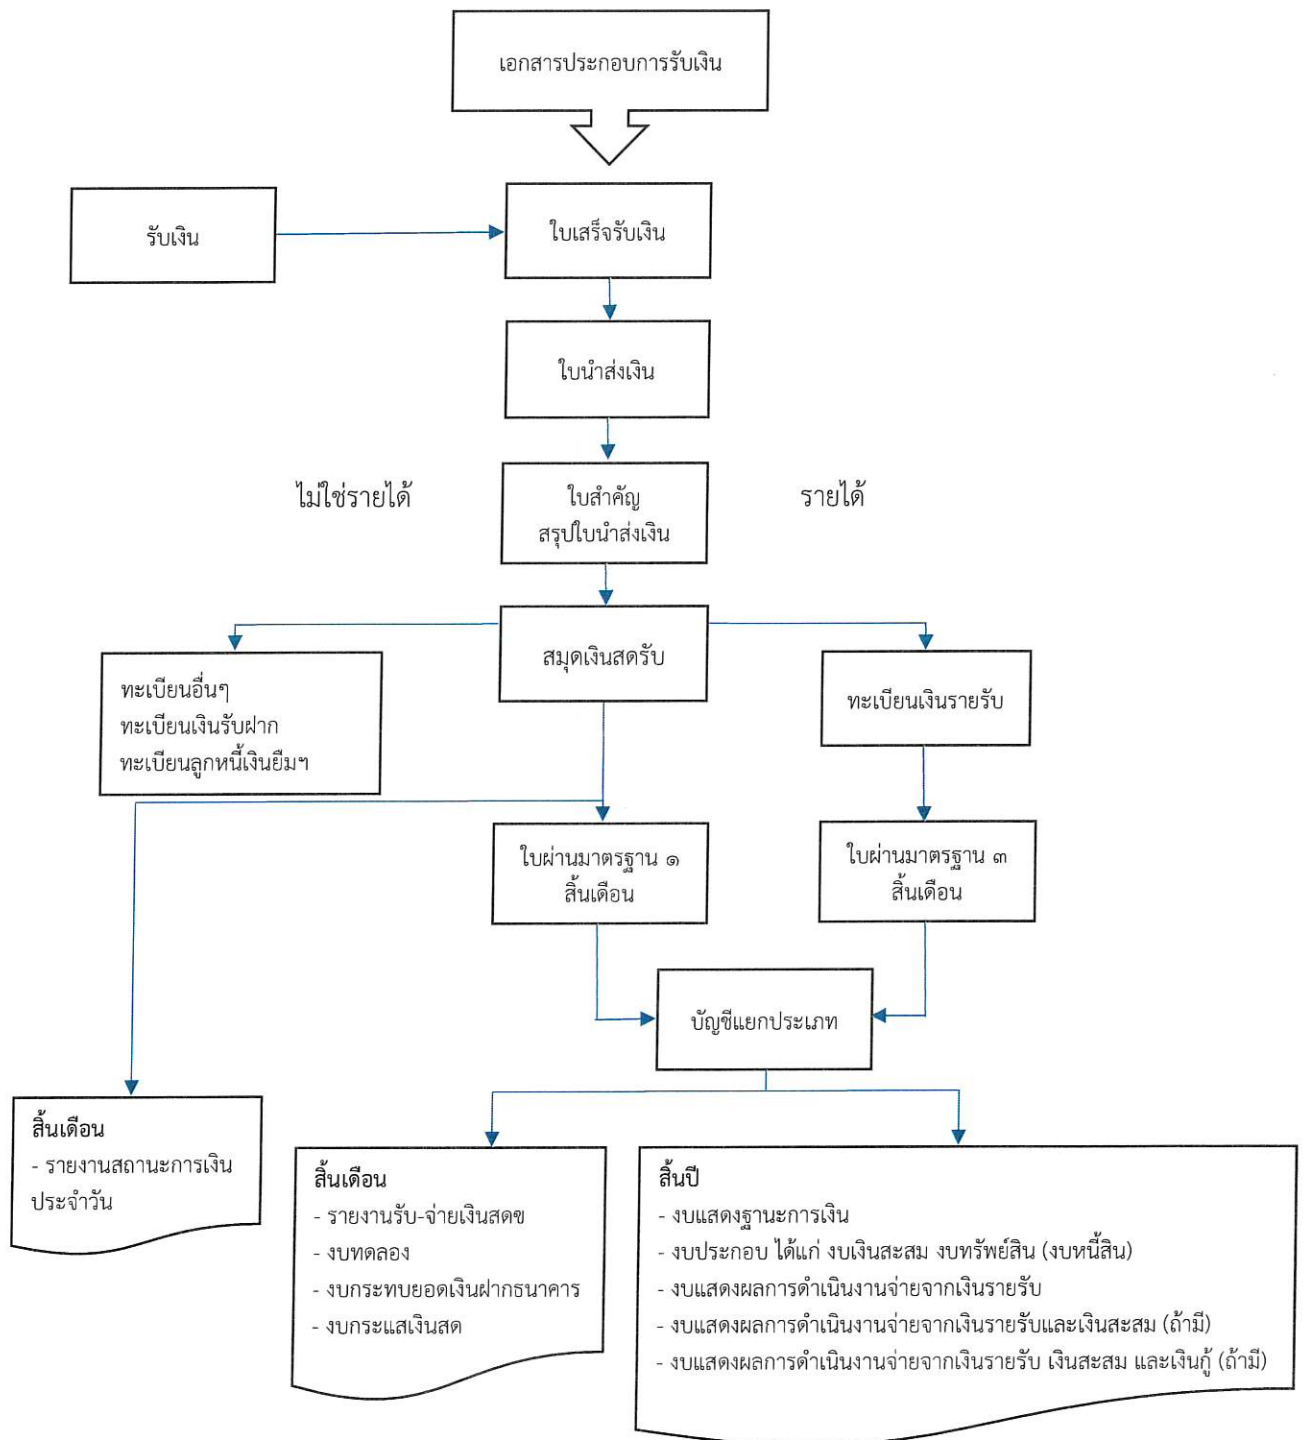 เอกสารประกอบการรับเงิน
รับเงิน
ใบเสร็จรับเงิน
ใบนำส่งเงิน
ไม่ใช่รายได้
ใบสำคัญ
สรุปใบนำส่งเงิน
รายได้
สมุดเงินสดรับ
ทะเบียนอื่นๆ
ทะเบียนเงินรับฝาก
ทะเบียนลูกหนี้เงินยืมฯ
ทะเบียนเงินรายรับ
ใบผ่านมาตรฐาน ๑
สิ้นเดือน
ใบผ่านมาตรฐาน ๓
สิ้นเดือน
บัญชีแยกประเภท
สิ้นเดือน
- รายงานสถานะการเงิน
ประจำวัน
สิ้นเดือน
- รายงานรับ-จ่ายเงินสดข
- งบทดลอง
- งบกระทบยอดเงินฝากธนาคาร
- งบกระแสเงินสด
สิ้นปี
- งบแสดงฐานะการเงิน
- งบประกอบ ได้แก่ งบเงินสะสม งบทรัพย์สิน (งบหนี้สิน)
- งบแสดงผลการดำเนินงานจ่ายจากเงินรายรับ
- งบแสดงผลการดำเนินงานจ่ายจากเงินรายรับและเงินสะสม (ถ้ามี)
- งบแสดงผลการดำเนินงานจ่ายจากเงินรายรับ เงินสะสม และเงินกู้ (ถ้ามี)